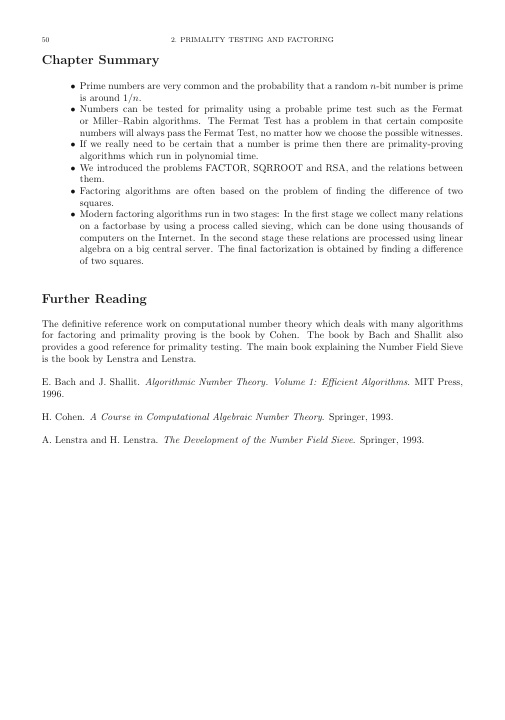 50 2. PRIMALITY TESTING AND FACTORING
Chapter Summary
• Prime numbers are very common and the probability that a random n-bit number is prime
is around 1/n.
• Numbers can be tested for primality using a probable prime test such as the Fermat
or Miller–Rabin algorithms. The Fermat Test has a problem in that certain composite
numbers will always pass the Fermat Test, no matter how we choose the possible witnesses.
• If we really need to be certain that a number is prime then there are primality-proving
algorithms which run in polynomial time.
• We introduced the problems FACTOR, SQRROOT and RSA, and the relations between
them.
• Factoring algorithms are often based on the problem of finding the difference of two
squares.
• Modern factoring algorithms run in two stages: In the first stage we collect many relations
on a factorbase by using a process called sieving, which can be done using thousands of
computers on the Internet. In the second stage these relations are processed using linear
algebra on a big central server. The final factorization is obtained by finding a difference
of two squares.
Further Reading
The definitive reference work on computational number theory which deals with many algorithms
for factoring and primality proving is the book by Cohen. The book by Bach and Shallit also
provides a good reference for primality testing. The main book explaining the Number Field Sieve
is the book by Lenstra and Lenstra.
E. Bach and J. Shallit. Algorithmic Number Theory. Volume 1: Efficient Algorithms. MIT Press,
1996.
H. Cohen. A Course in Computational Algebraic Number Theory. Springer, 1993.
A. Lenstra and H. Lenstra. The Development of the Number Field Sieve. Springer, 1993.